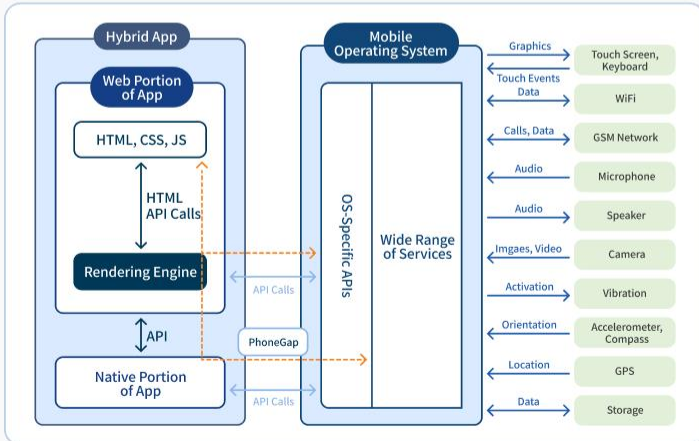 Hybrid App
Web Portion
of App
HTML, CSS, JS
HTML
API Calls
Rendering Engine
API
Native Portion
of App
API Calls
PhoneGap
API Calls
Mobile
Operating System
OS-Specific APIs
Wide Range
of Services
Graphics
Touch Events
Data
Calls, Data
Audio
Audio
Imgaes, Video
Activation
Orientation
Location
Data
Touch Screen,
Keyboard
WiFi
GSM Network
Microphone
Speaker
Camera
Vibration
Accelerometer,
Compass
GPS
Storage